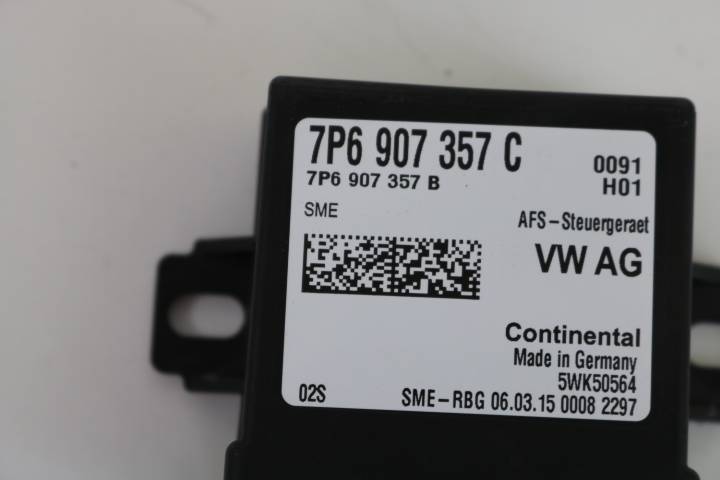 7P6 907 357 C
0091
7P6 907 357 B
H01
SME
AFS-Steuergeraet
VW AG
Continental
Made in Germany
5WK50564
02S
SME-RBG 06.03.15 0008 2297